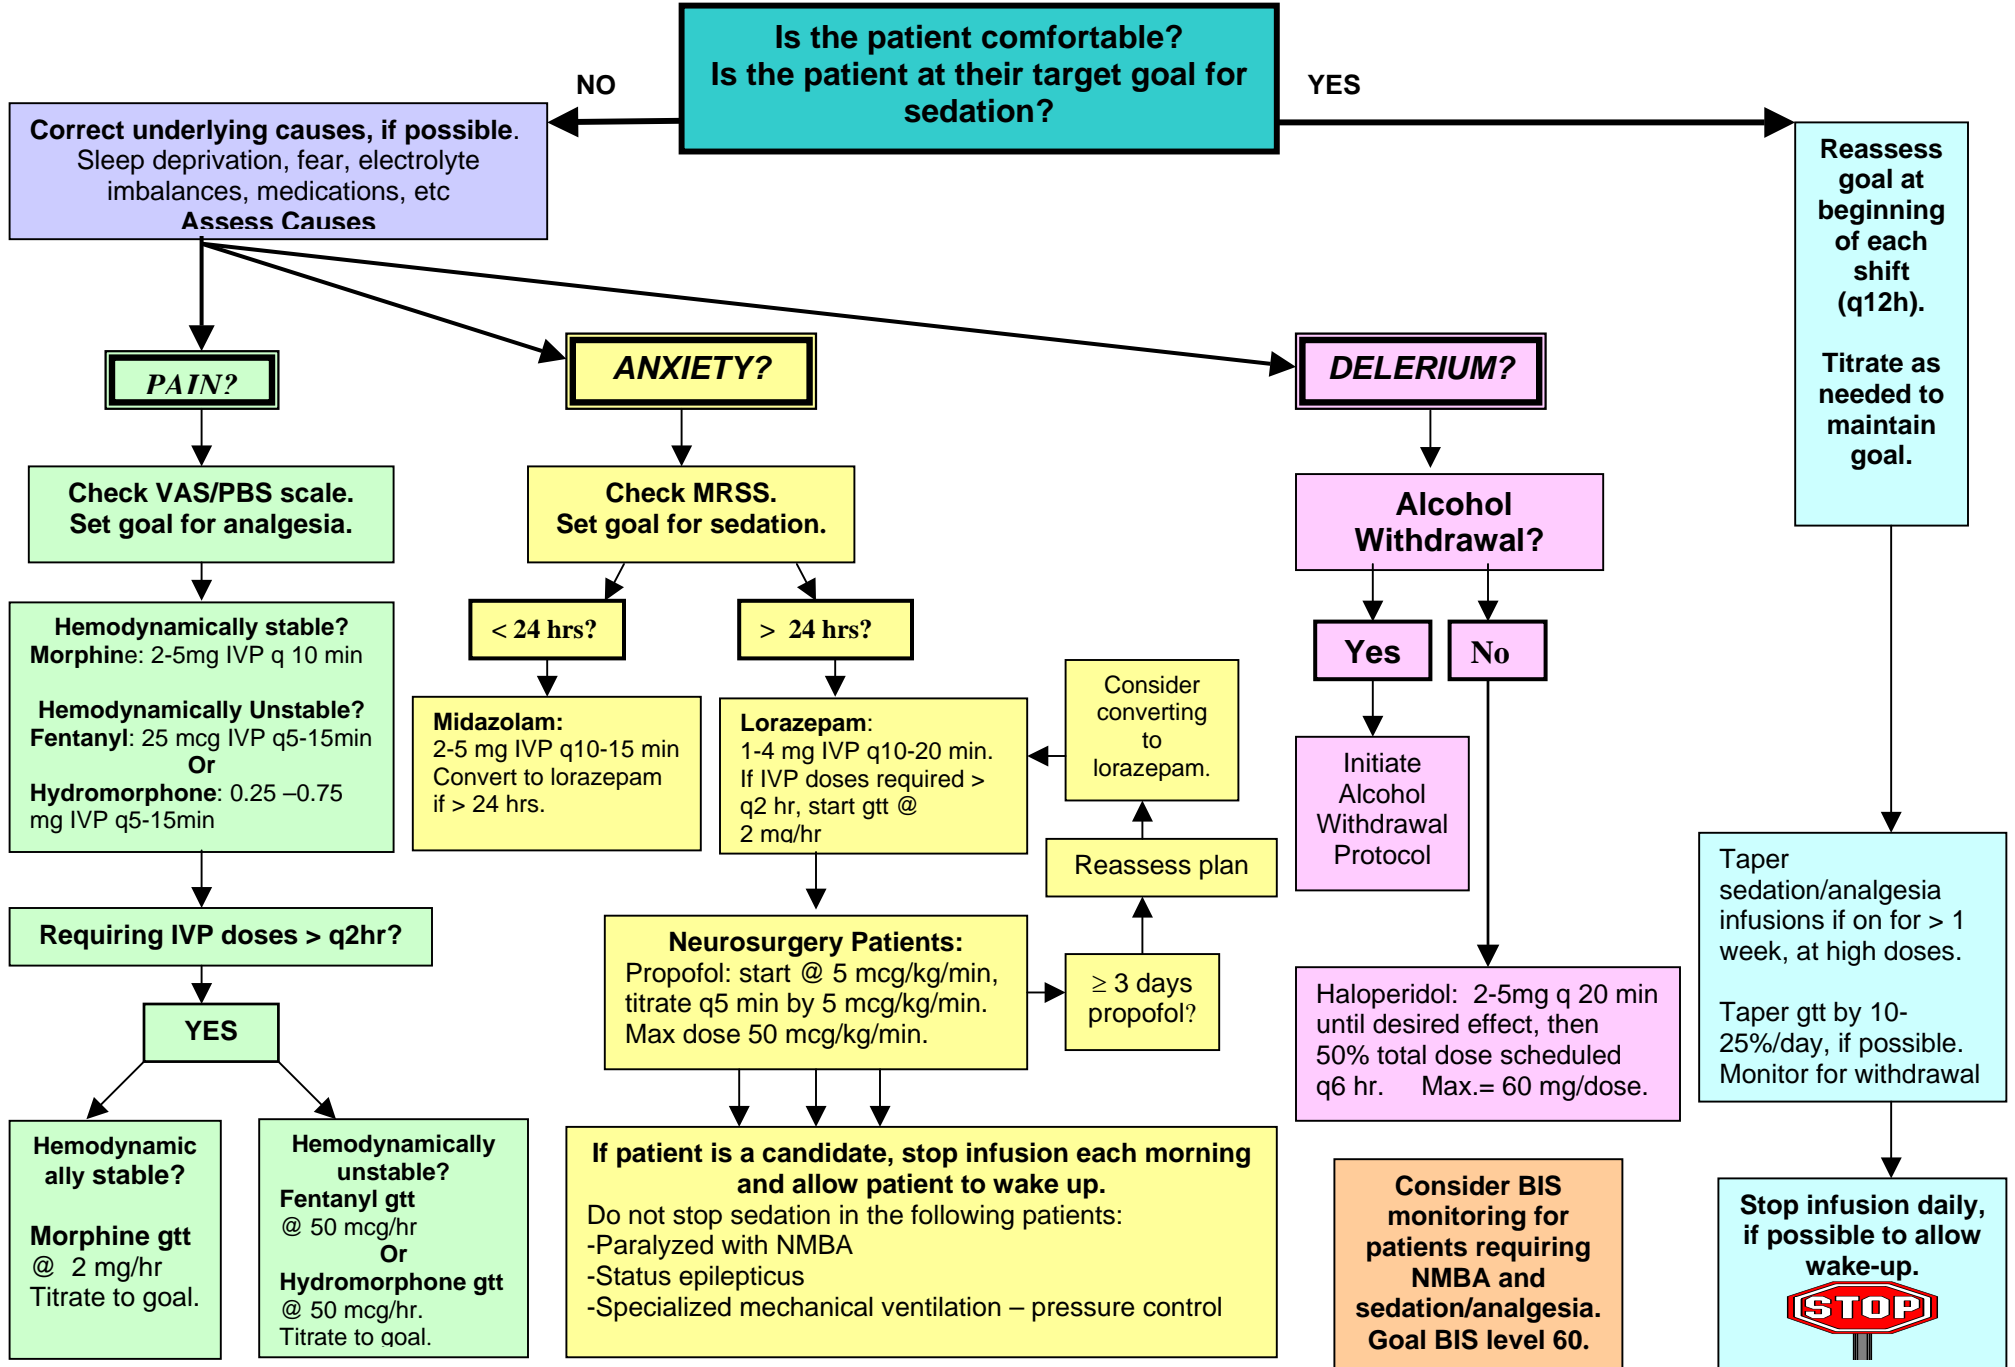 Is the patient comfortable?
Is the patient at their target goal for
sedation?
NO
YES
Correct underlying causes, if possible.
Sleep deprivation, fear, electrolyte
imbalances, medications, etc
Assess Causes
Reassess
goal at
beginning
of each
shift
(q12h).
Titrate as
needed to
maintain
goal.
PAIN?
ANXIETY?
DELERIUM?
Check VAS/PBS scale.
Set goal for analgesia.
Check MRSS.
Set goal for sedation.
Alcohol
Withdrawal?
Hemodynamically stable?
Morphine: 2-5mg IVP q 10 min
Hemodynamically Unstable?
Fentanyl: 25 mcg IVP q5-15min
Or
Hydromorphone: 0.25 –0.75
mg IVP q5-15min
< 24 hrs?
> 24 hrs?
Yes
No
Midazolam:
2-5 mg IVP q10-15 min
Convert to lorazepam
if > 24 hrs.
Lorazepam:
1-4 mg IVP q10-20 min.
If IVP doses required >
q2 hr, start gtt @
2 mg/hr
Consider
converting
to
lorazepam.
Reassess plan
Initiate
Alcohol
Withdrawal
Protocol
Requiring IVP doses > q2hr?
YES
Neurosurgery Patients:
Propofol: start @ 5 mcg/kg/min,
titrate q5 min by 5 mcg/kg/min.
Max dose 50 mcg/kg/min.
≥ 3 days
propofol?
Haloperidol: 2-5mg q 20 min
until desired effect, then
50% total dose scheduled
q6 hr. Max.= 60 mg/dose.
Taper
sedation/analgesia
infusions if on for > 1
week, at high doses.
Taper gtt by 10-
25%/day, if possible.
Monitor for withdrawal
Hemodynamic
ally stable?
Morphine gtt
@ 2 mg/hr
Titrate to goal.
Hemodynamically
unstable?
Fentanyl gtt
@ 50 mcg/hr
Or
Hydromorphone gtt
@ 50 mcg/hr.
Titrate to goal.
If patient is a candidate, stop infusion each morning
and allow patient to wake up.
Do not stop sedation in the following patients:
-Paralyzed with NMBA
-Status epilepticus
-Specialized mechanical ventilation – pressure control
Consider BIS
monitoring for
patients requiring
NMBA and
sedation/analgesia.
Goal BIS level 60.
Stop infusion daily,
if possible to allow
wake-up.
STOP